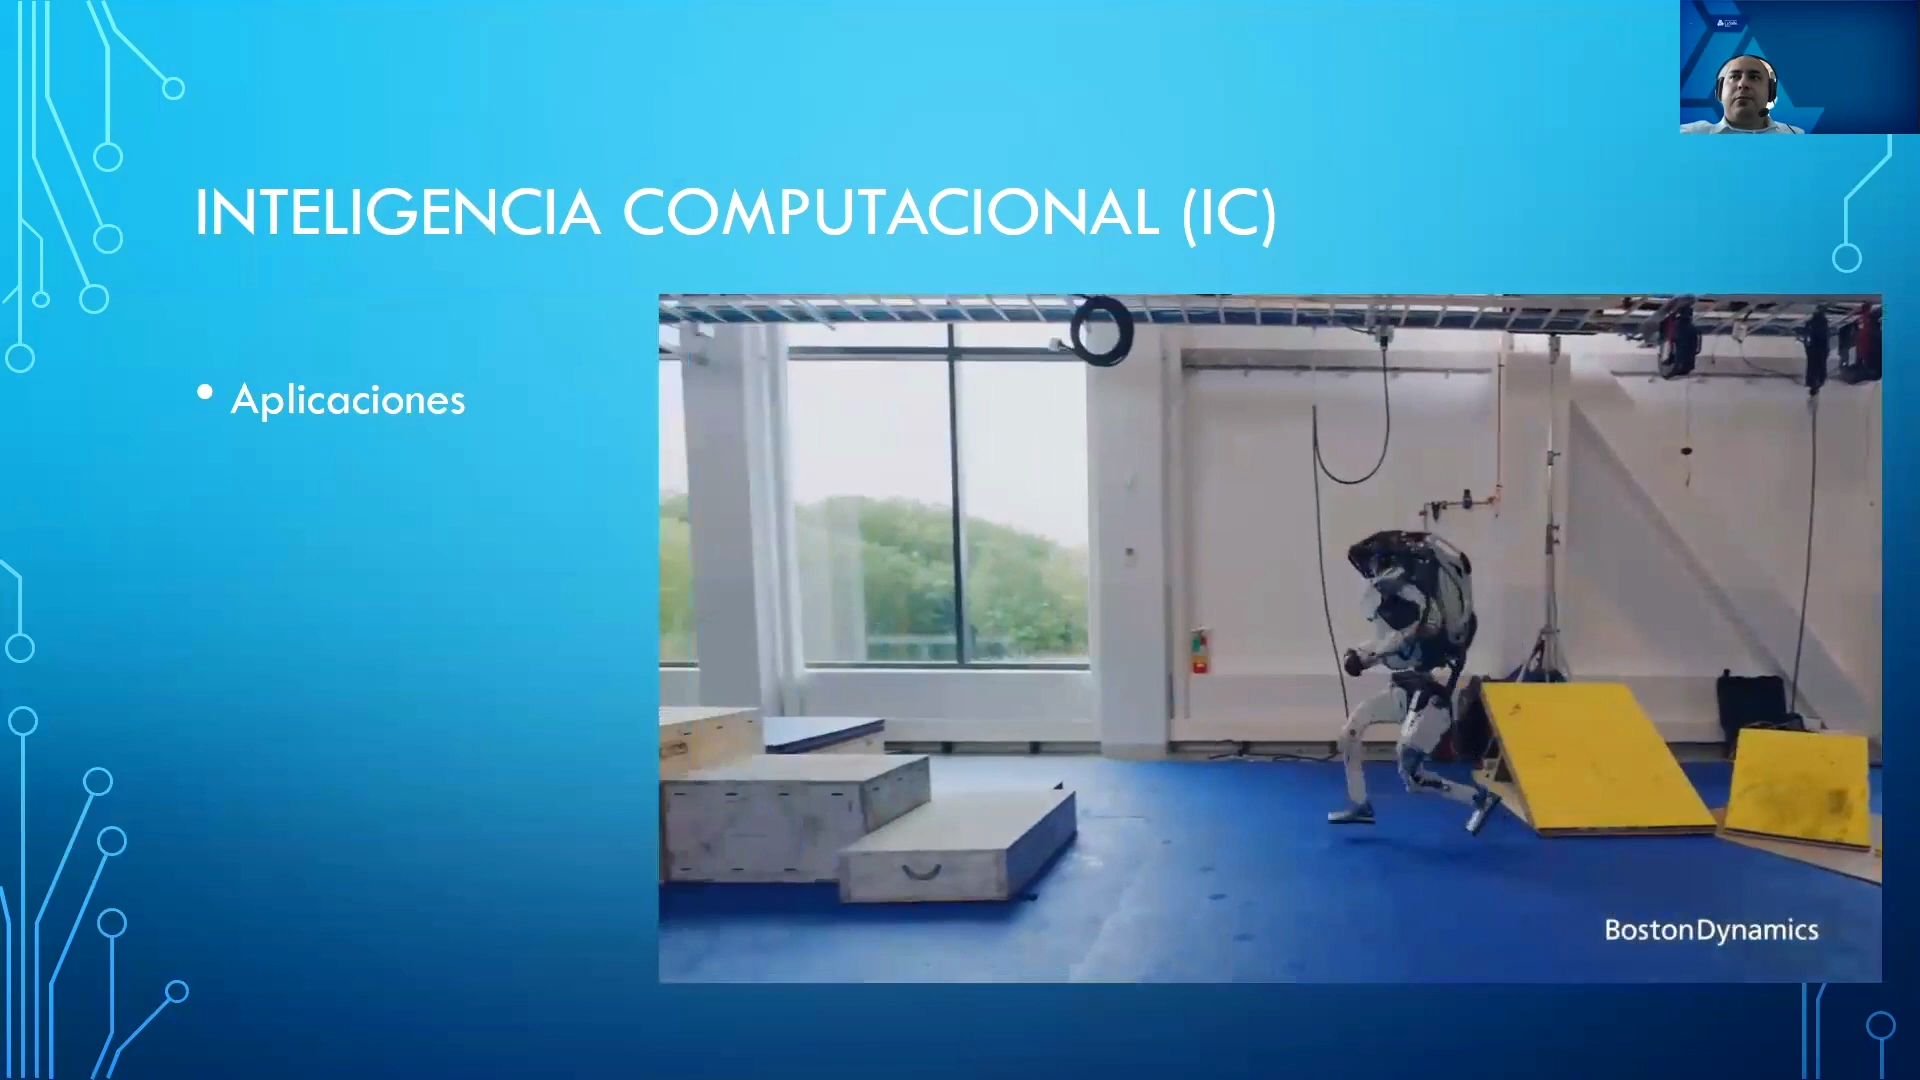 INTELIGENCIA COMPUTACIONAL (IC)
• Aplicaciones
BostonDynamics